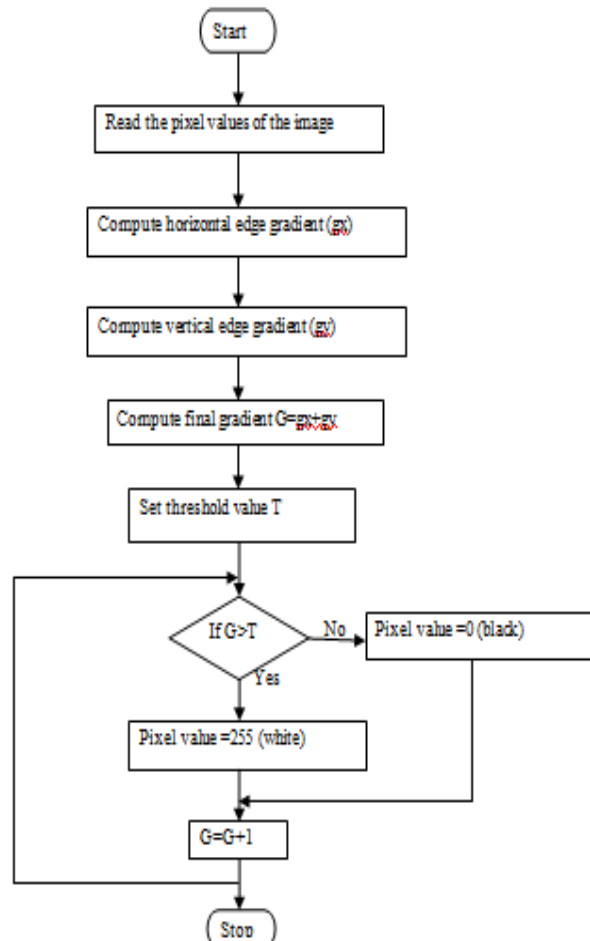 Start
Read the pixel values of the image
Compute horizontal edge gradient (gx)
Compute vertical edge gradient (gy)
Compute final gradient G=gx+gy
Set threshold value T
If G>T
No
Pixel value =0 (black)
Yes
Pixel value =255 (white)
G=G+1
Stop